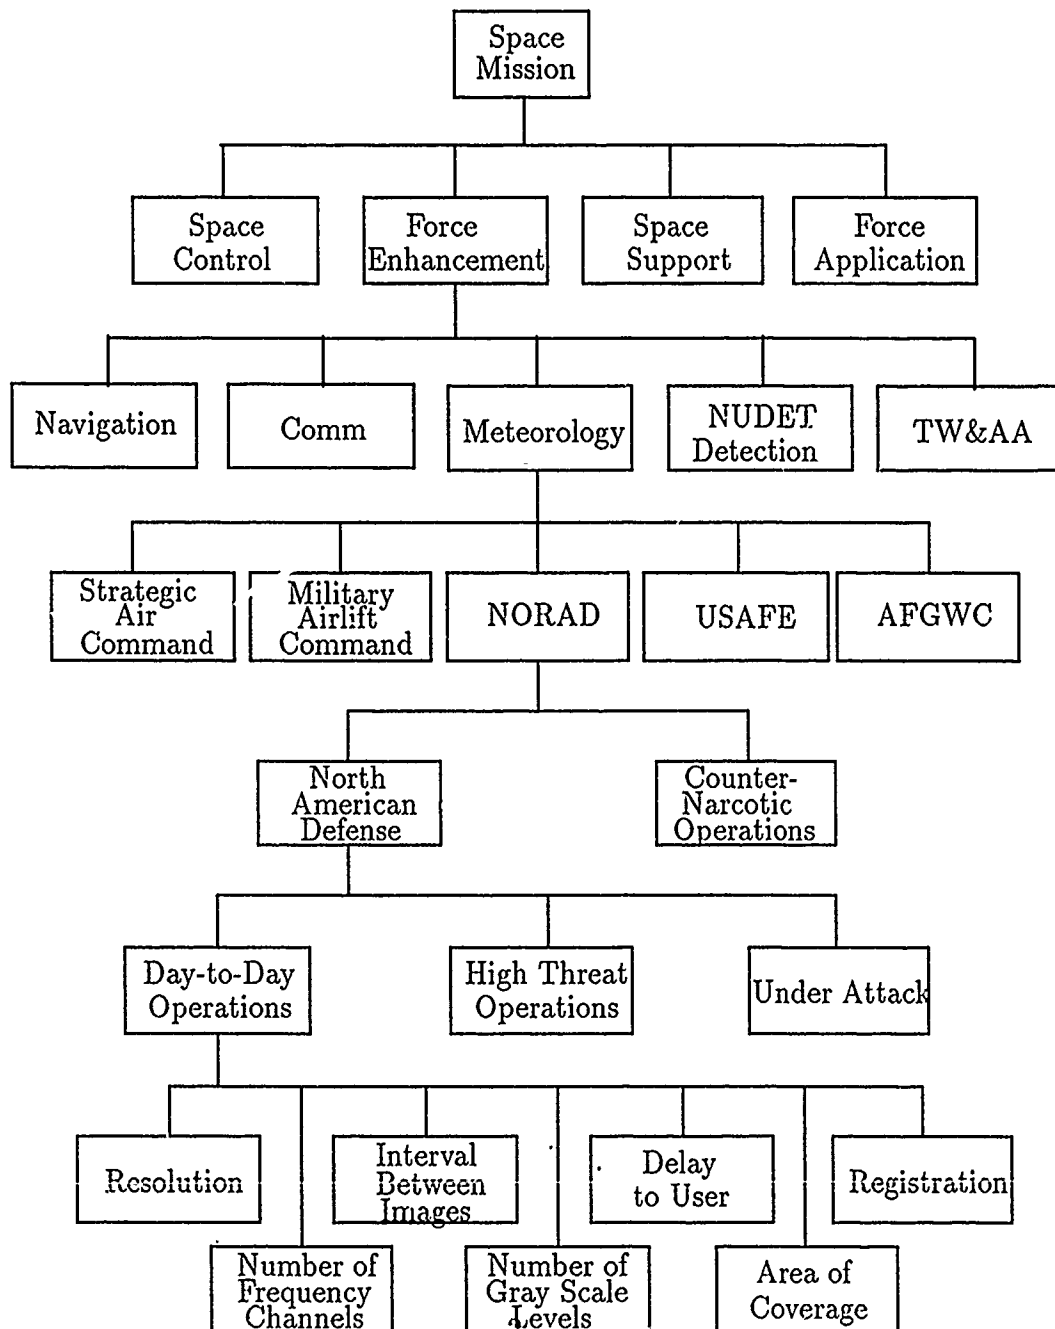 Space
Mission
Space
Control
Force
Enhancement
Space
Support
Force
Application
Navigation
Comm
Meteorology
NUDET
Detection
TW&AA
Strategic
Air
Command
Military
Airlift
Command
NORAD
USAFE
AFGWC
North
American
Defense
Counter-
Narcotic
Operations
Day-to-Day
Operations
High Threat
Operations
Under Attack
Resolution
Interval
Between
Images
Delay
to User
Registration
Number of
Frequency
Channels
Number of
Gray Scale
Levels
Area of
Coverage